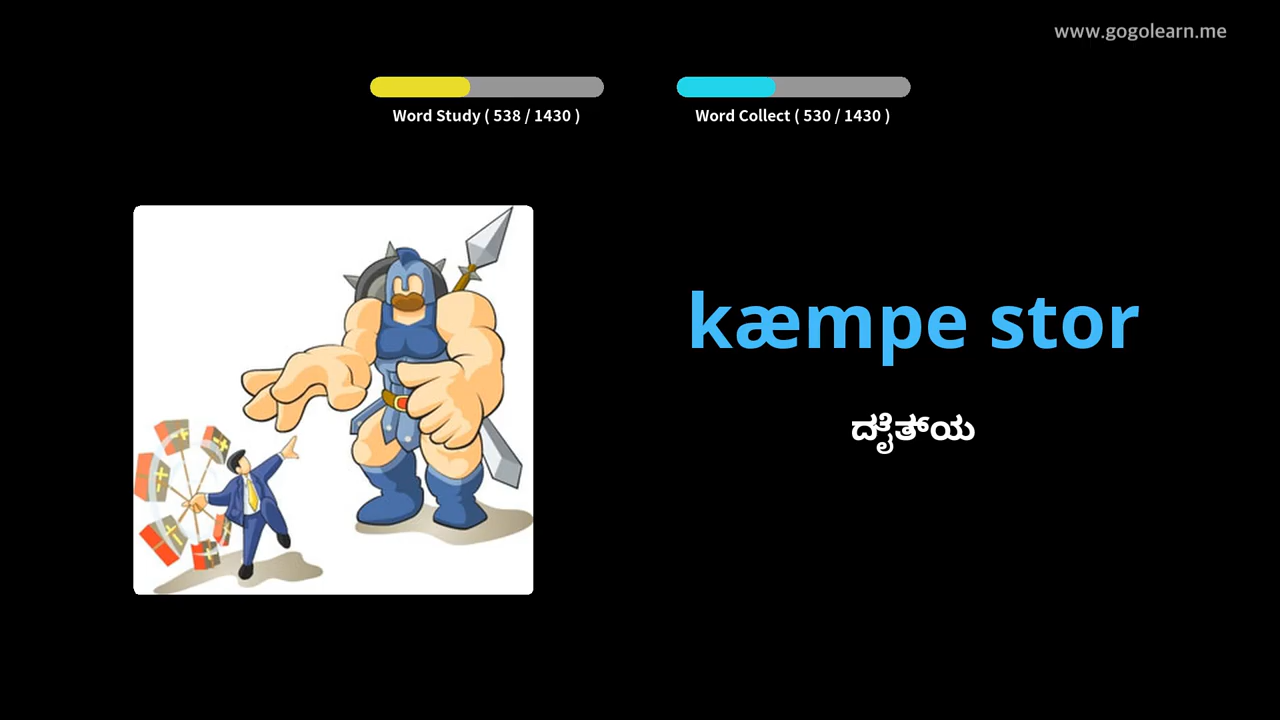 www.gogolearn.me
Word Study ( 538 / 1430 )
Word Collect ( 530 / 1430 )
kæmpe stor
ದೈತ್ಯ